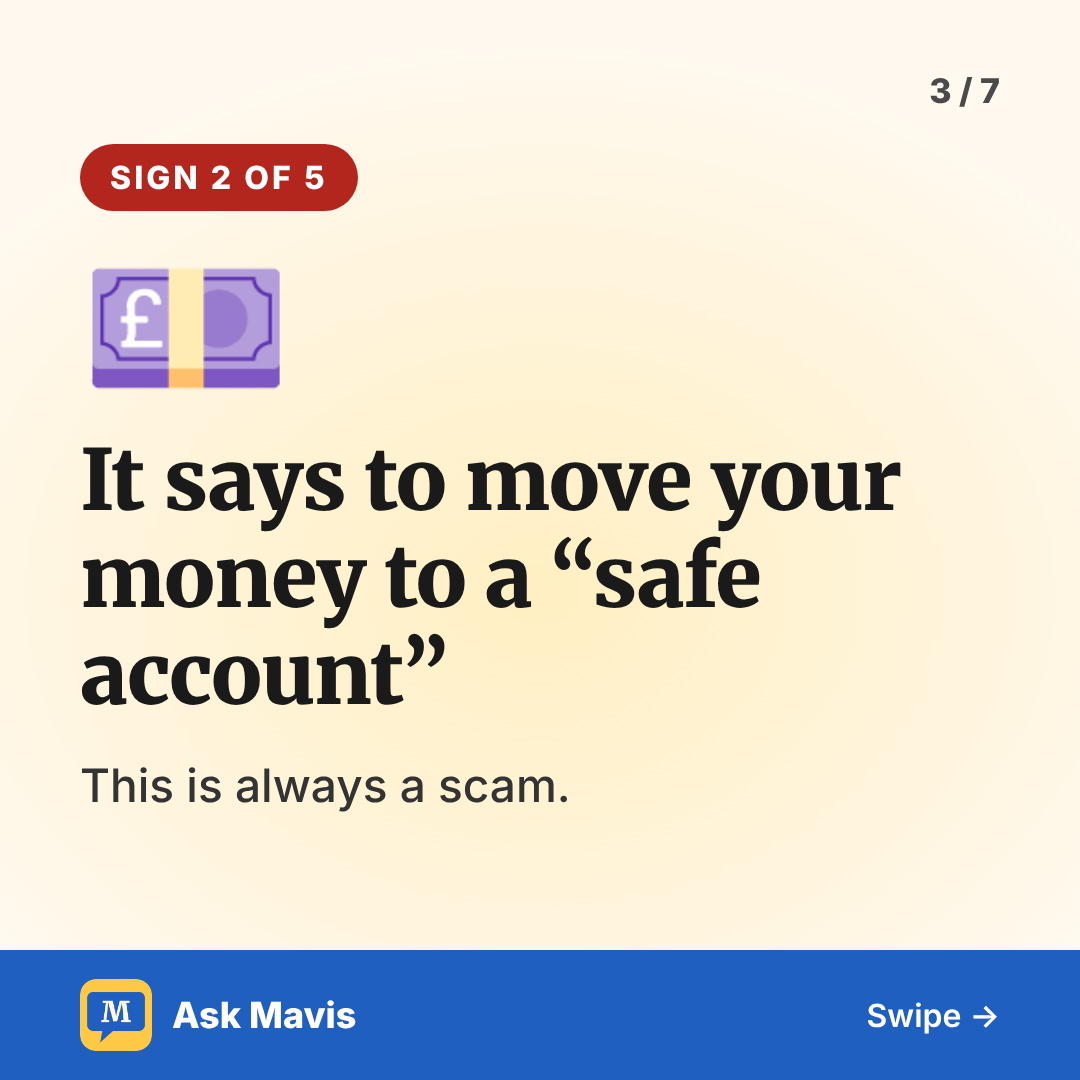 3 / 7
SIGN 2 OF 5
£
It says to move your
money to a “safe
account”
This is always a scam.
M
Ask Mavis
Swipe →